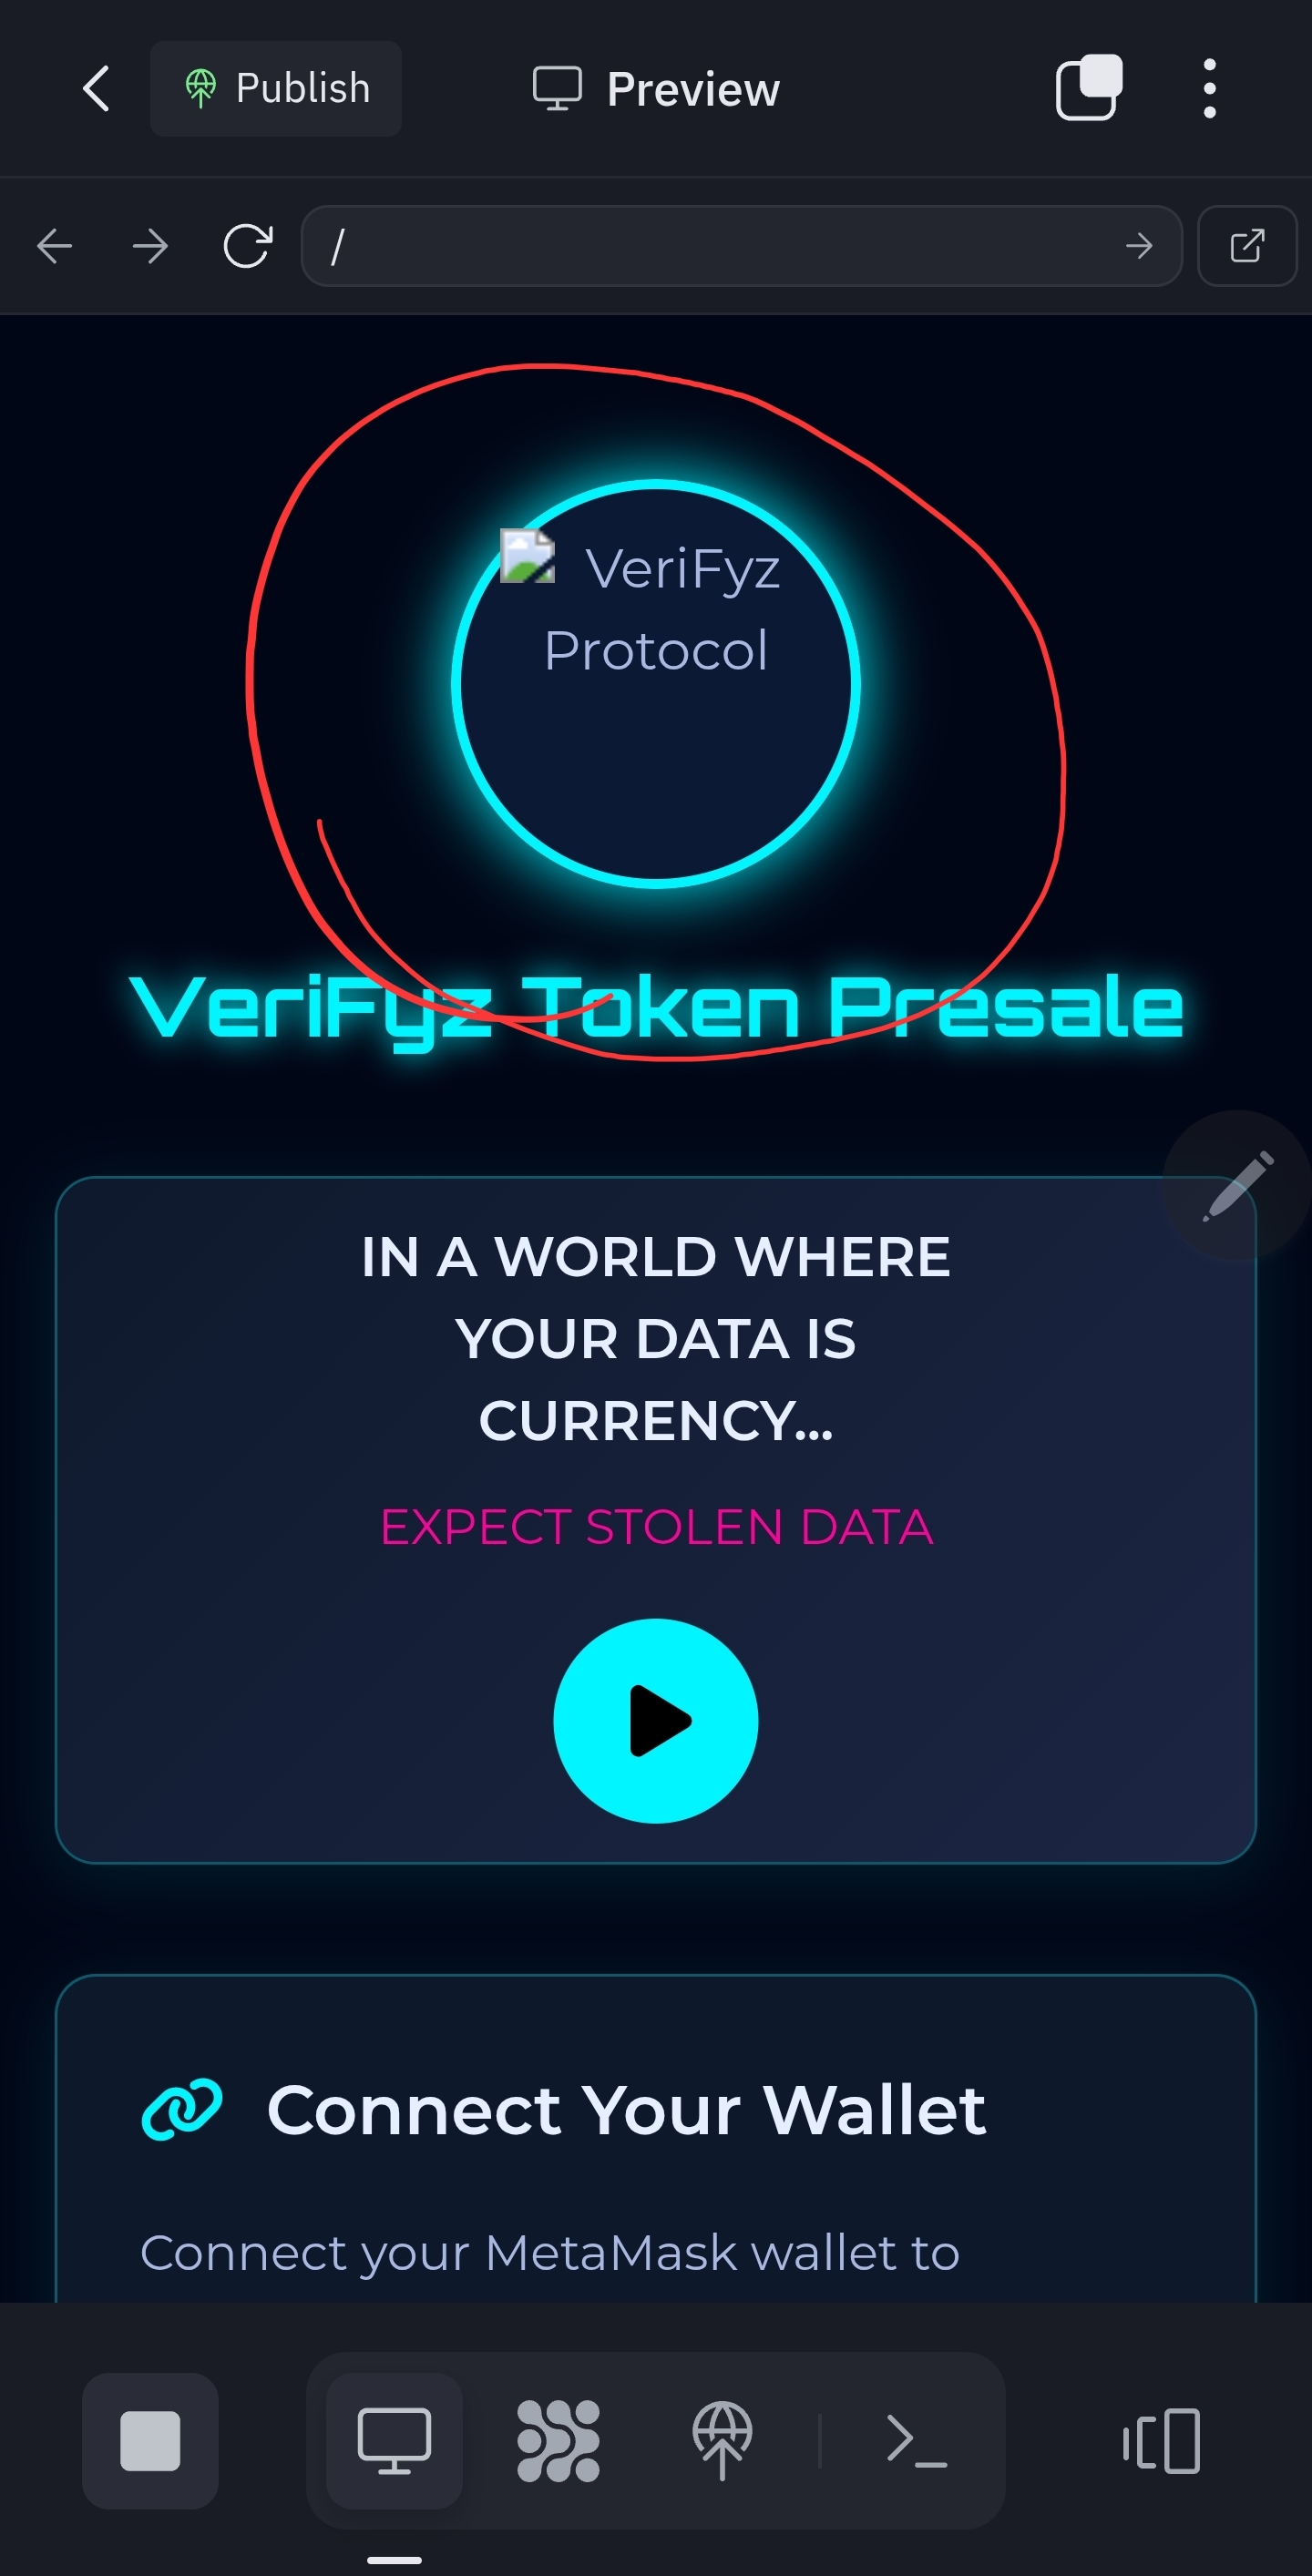 Publish
Preview
/
VeriFyz
Protocol
VeriFyz Token Presale
IN A WORLD WHERE
YOUR DATA IS
CURRENCY...
EXPECT STOLEN DATA
Connect Your Wallet
Connect your MetaMask wallet to